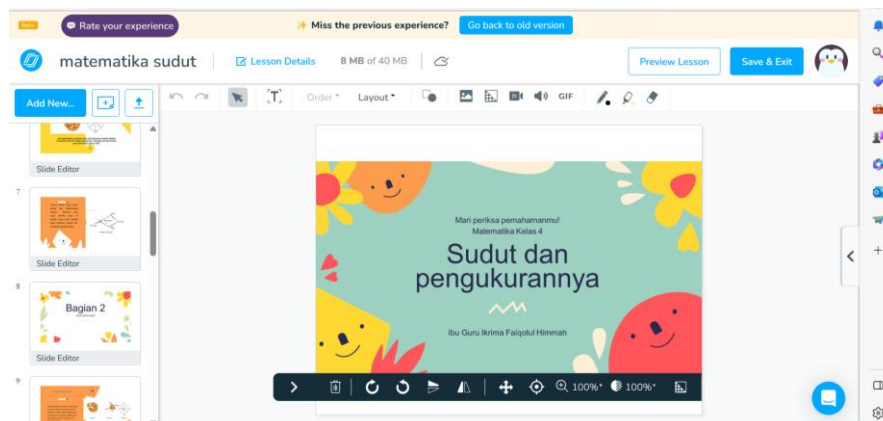 Beta
Rate your experience
✨ Miss the previous experience?
Go back to old version
matematika sudut
Lesson Details
8 MB of 40 MB
Preview Lesson
Save & Exit
Add New...
Order
Layout
GIF
Slide Editor
7
Slide Editor
8
Bagian 2
Slide Editor
9
Mari periksa pemahamanmu!
Matematika Kelas 4
Sudut dan
pengukurannya
Ibu Guru Ikrima Faiqotul Himmah
100%
100%